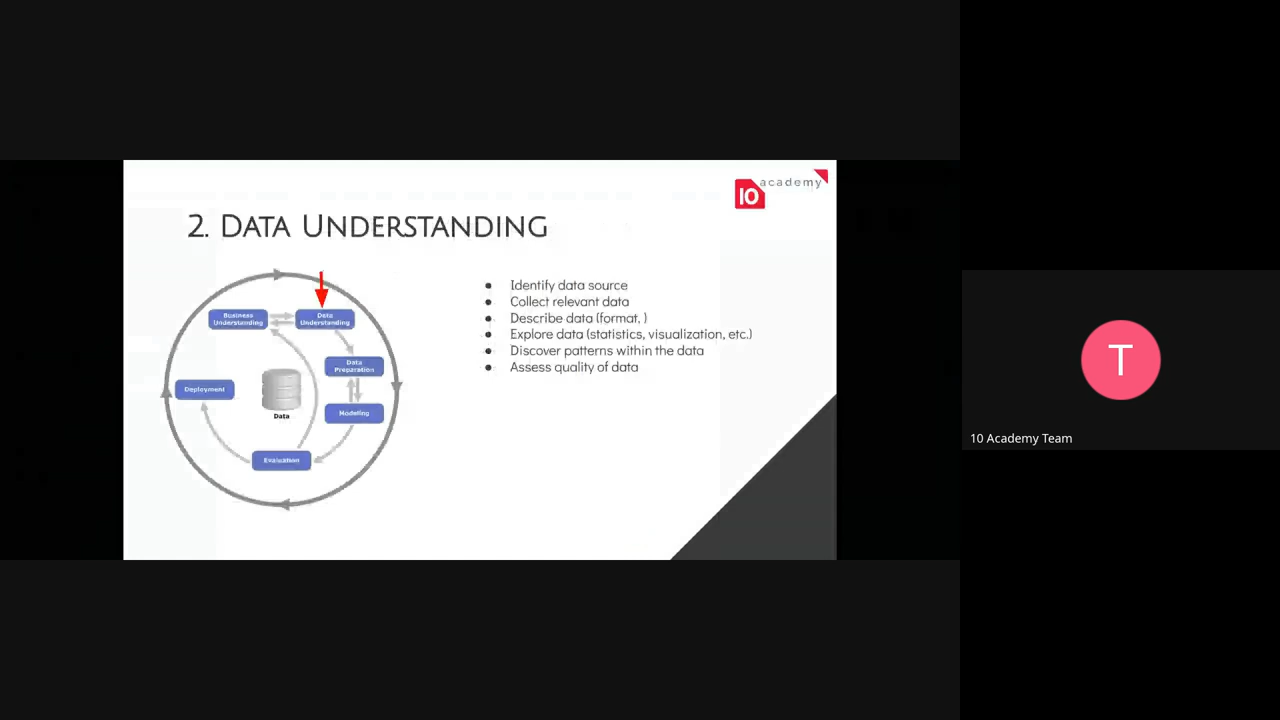 10 academy
2. Data Understanding
Business
Understanding
Data
Understanding
Data
Preparation
Deployment
Data
Modeling
Evaluation
● Identify data source
● Collect relevant data
● Describe data (format, )
● Explore data (statistics, visualization, etc.)
● Discover patterns within the data
● Assess quality of data
T
10 Academy Team